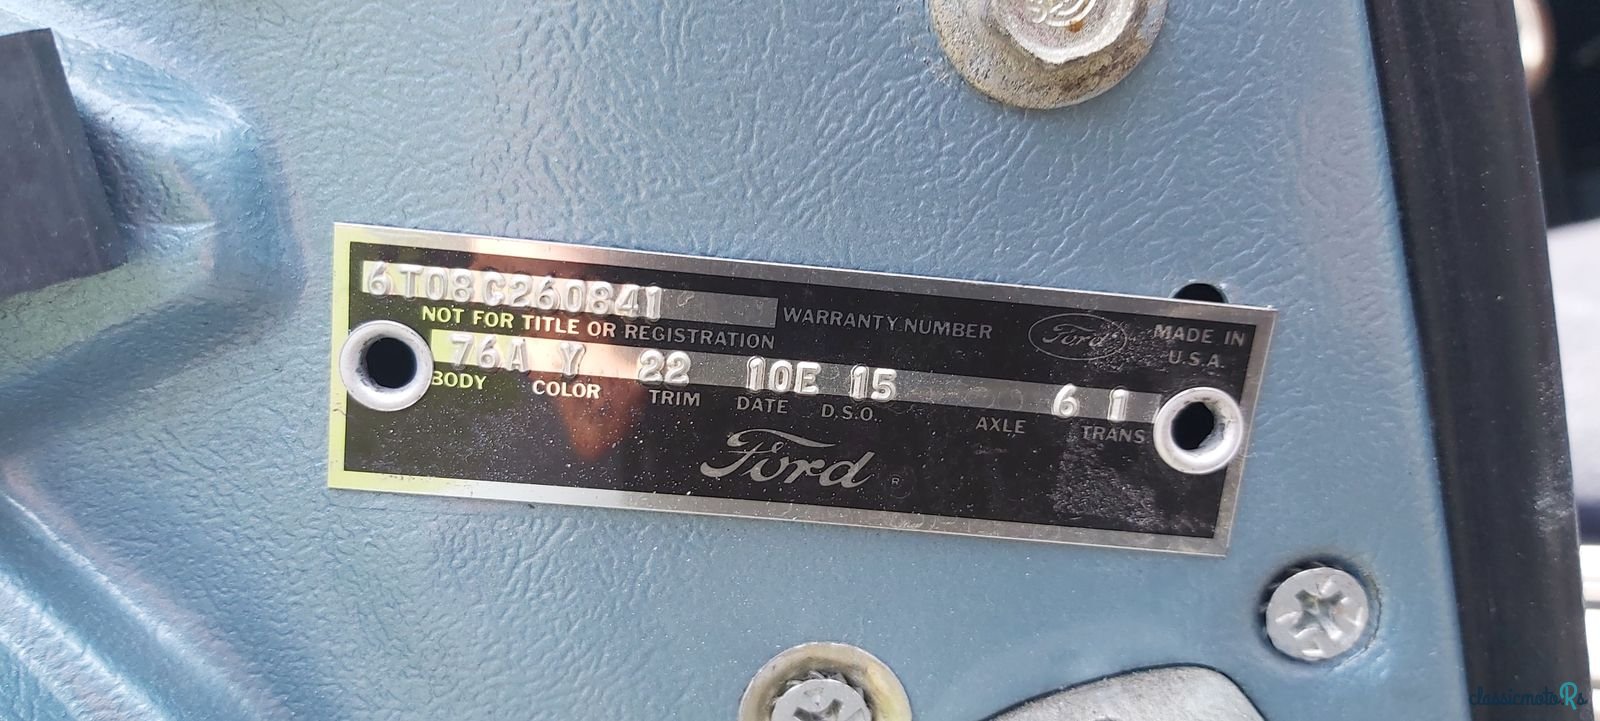 6T08C260841
NOT FOR TITLE OR REGISTRATION
WARRANTY NUMBER
Ford
MADE IN
U.S.A.
76A Y 22 10E 15 6 1
BODY COLOR TRIM DATE D.S.O. AXLE TRANS
Ford ®
classicmotoRs